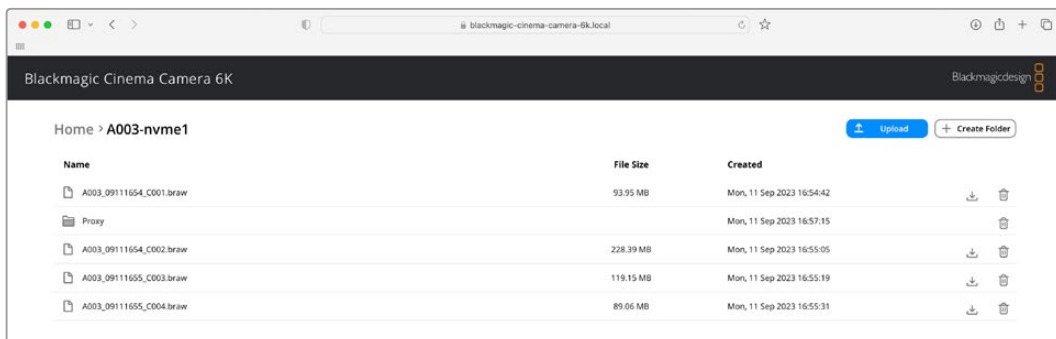 blackmagic-cinema-camera-6k.local
Blackmagic Cinema Camera 6K
Blackmagicdesign
Home > A003-nvme1
Upload
+ Create Folder
Name File Size Created
A003_09111654_C001.braw 93.95 MB Mon, 11 Sep 2023 16:54:42
Proxy Mon, 11 Sep 2023 16:57:15
A003_09111654_C002.braw 228.39 MB Mon, 11 Sep 2023 16:55:05
A003_09111655_C003.braw 119.15 MB Mon, 11 Sep 2023 16:55:19
A003_09111655_C004.braw 89.06 MB Mon, 11 Sep 2023 16:55:31